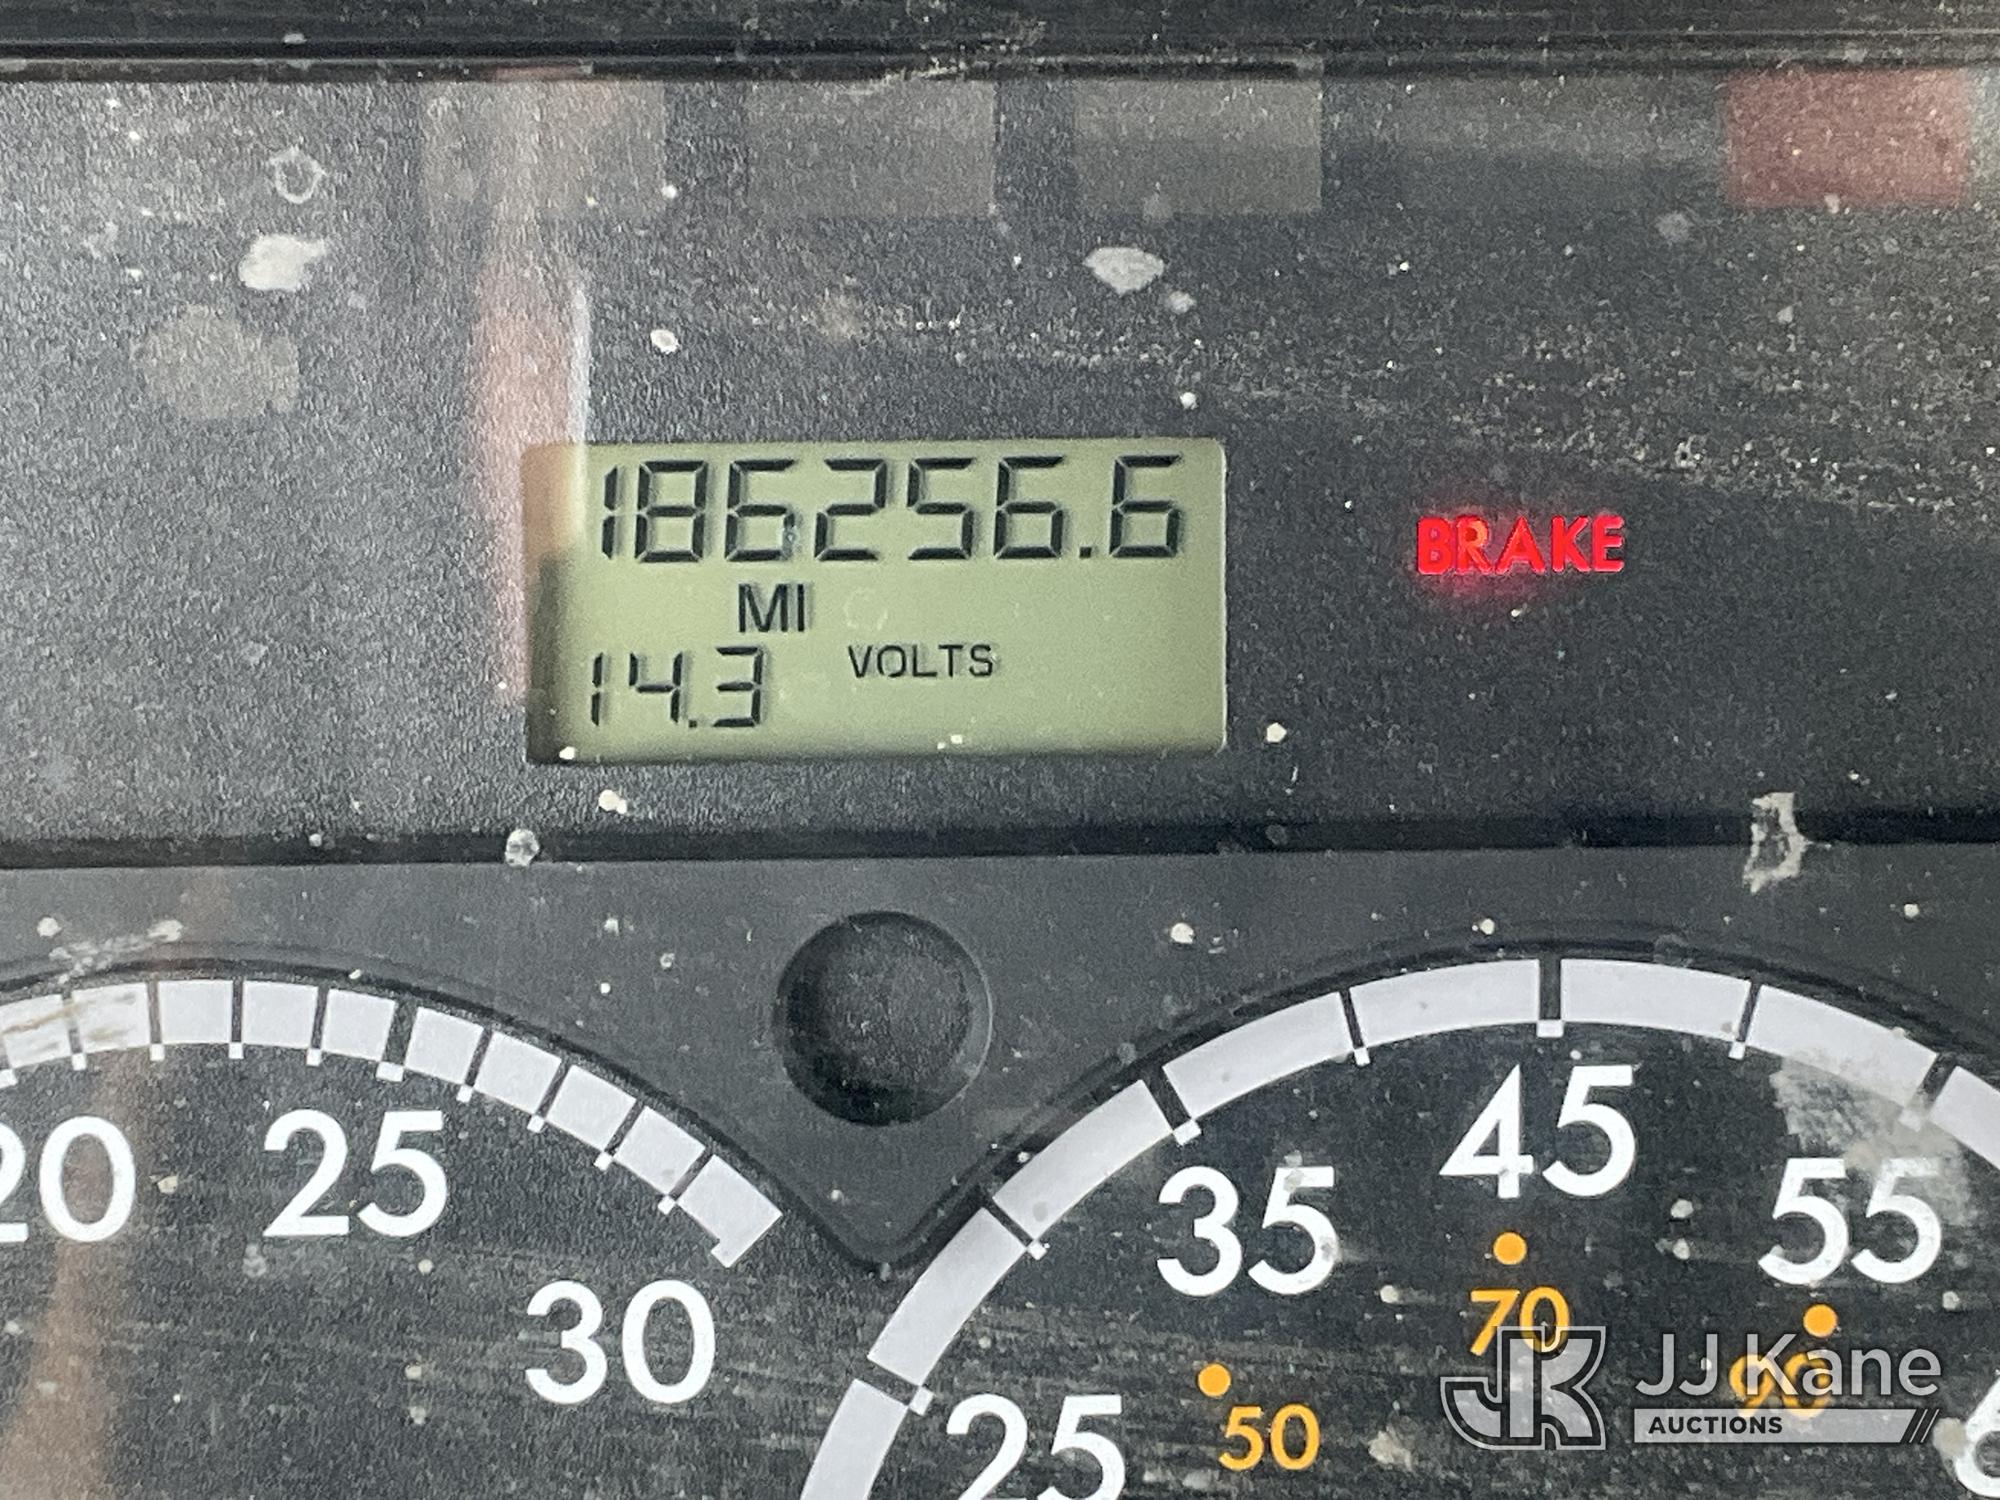 186256.6
MI
14.3 VOLTS
BRAKE
20 25 30
25 35 45 55
50 70 90
JJ Kane
AUCTIONS